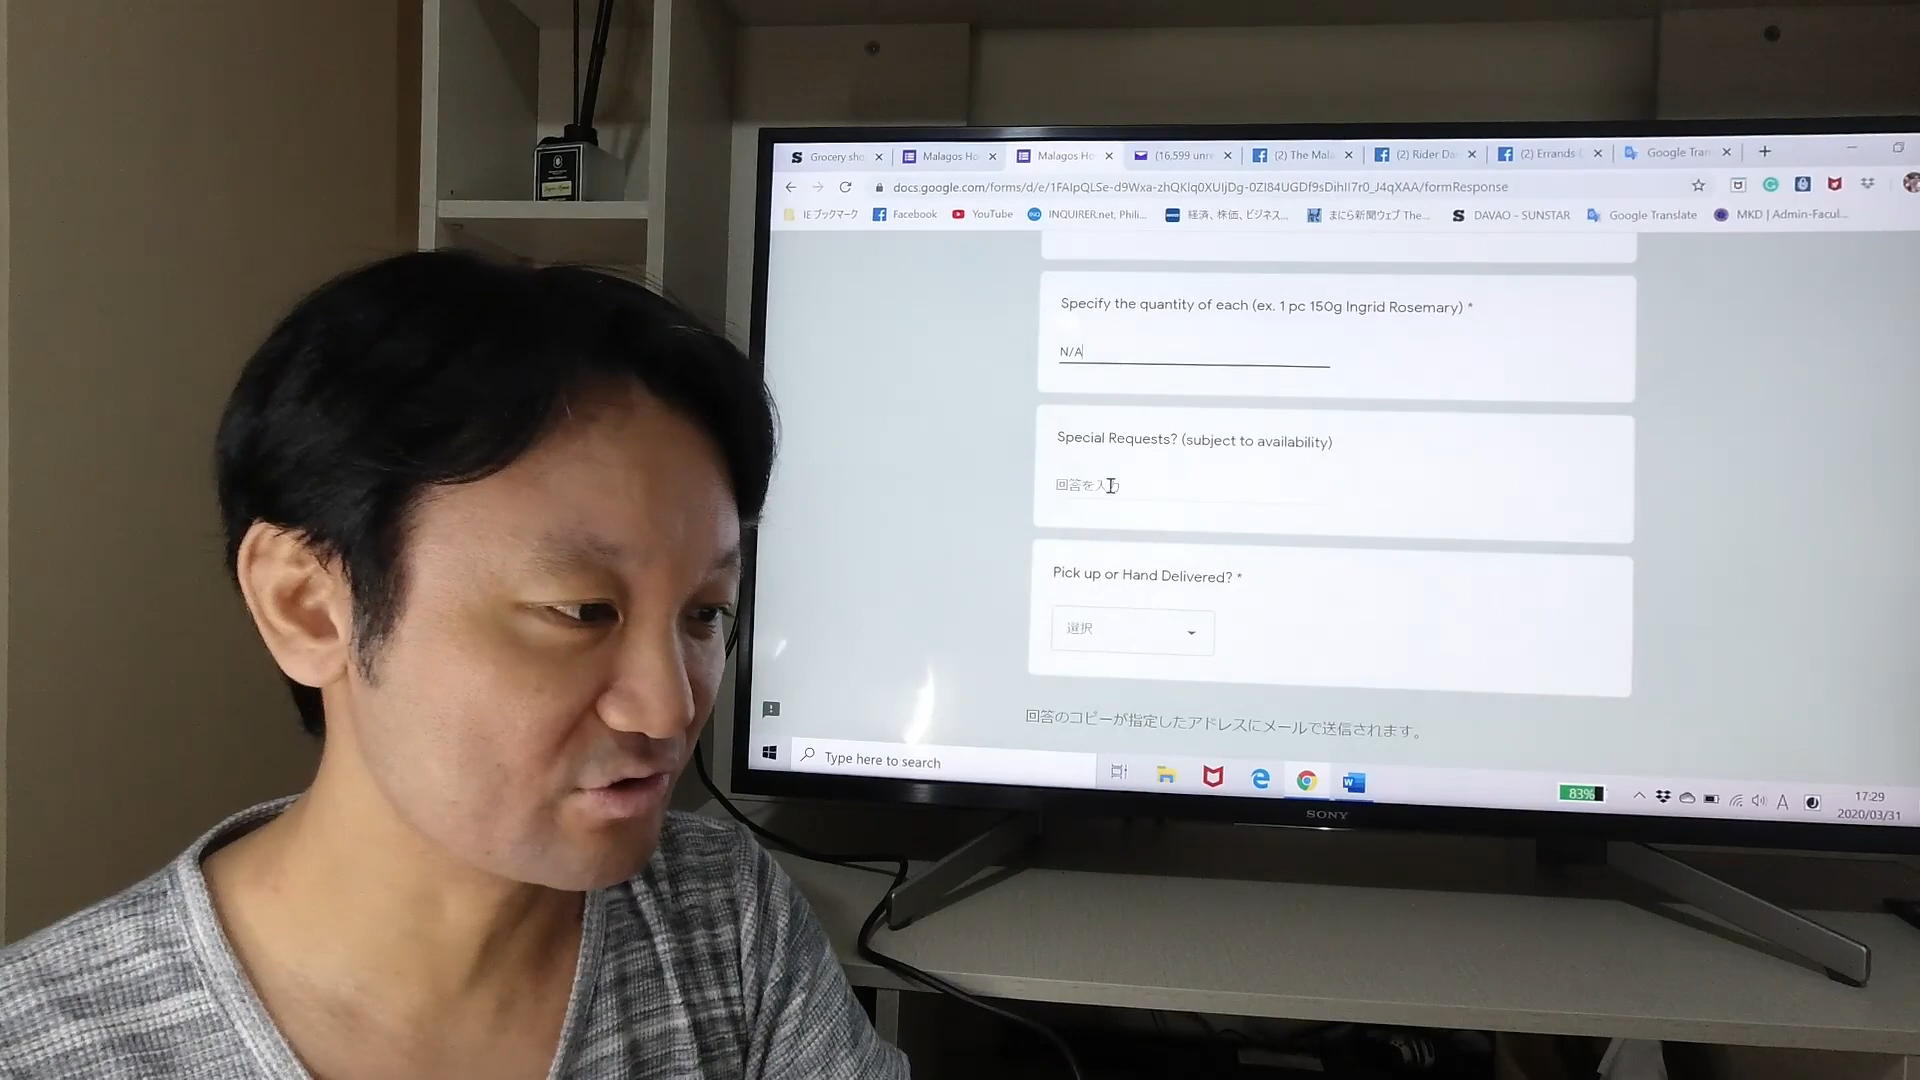 Grocery sho
Malagos Ho
Malagos Ho
(16,599 unre
(2) The Mala
(2) Rider Da
(2) Errands
Google Tran
docs.google.com/forms/d/e/1FAIpQLSe-d9Wxa-zhQKIq0XUIjDg-0ZI84UGDf9sDihII7r0_J4qXAA/formResponse
IEブックマーク
Facebook
YouTube
INQUIRER.net, Phili...
経済、株価、ビジネス...
まにら新聞ウェブ The...
DAVAO - SUNSTAR
Google Translate
MKD | Admin-Facul...
Specify the quantity of each (ex. 1 pc 150g Ingrid Rosemary) *
N/A
Special Requests? (subject to availability)
回答を入力
Pick up or Hand Delivered? *
選択
回答のコピーが指定したアドレスにメールで送信されます。
Type here to search
83%
A
17:29
2020/03/31
SONY